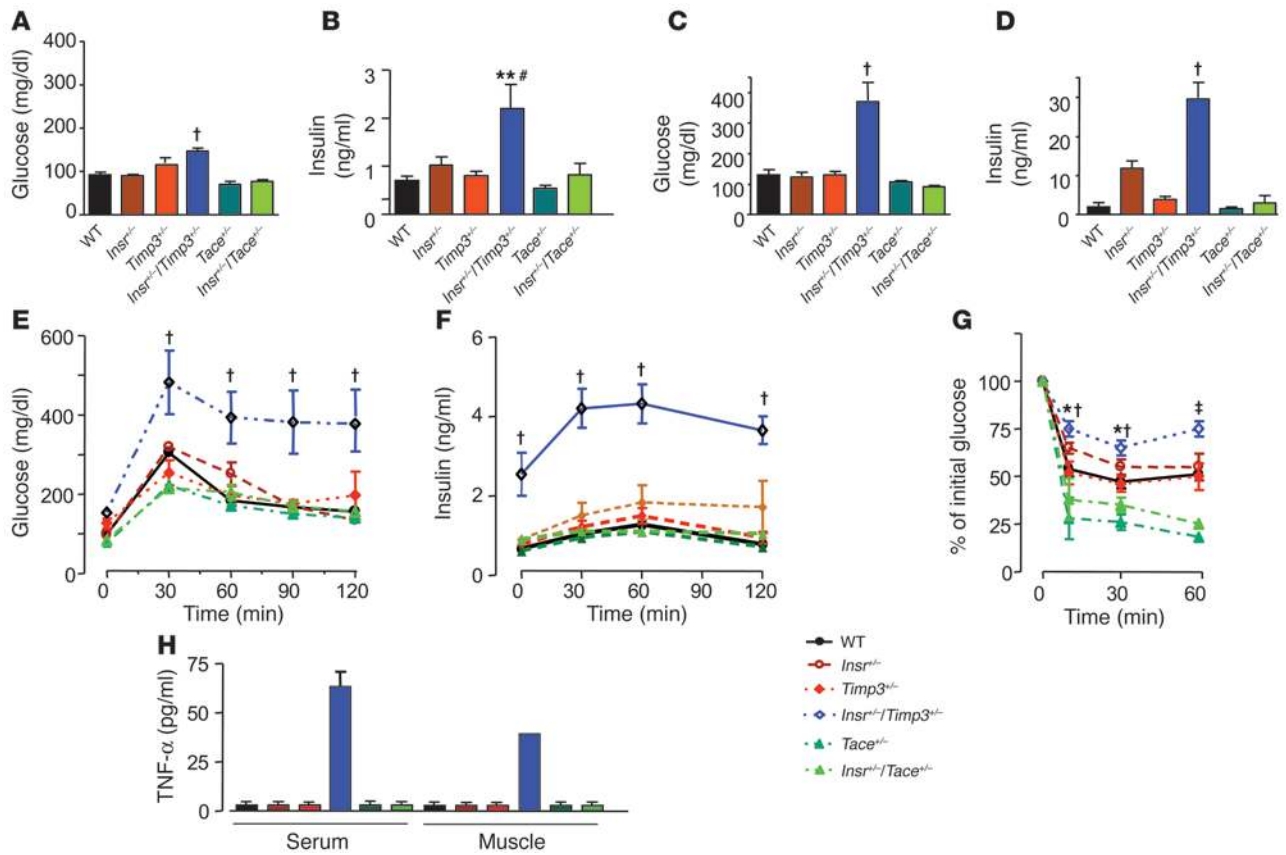 A
Glucose (mg/dl)
400
300
200
100
0
†
WT
Insr+/–
Timp3+/–
Insr+/–/Timp3+/–
Tace+/–
Insr+/–/Tace+/–
B
Insulin
(ng/ml)
3
2
1
0
**#
WT
Insr+/–
Timp3+/–
Insr+/–/Timp3+/–
Tace+/–
Insr+/–/Tace+/–
C
Glucose
(mg/dl)
400
300
200
100
0
†
WT
Insr+/–
Timp3+/–
Insr+/–/Timp3+/–
Tace+/–
Insr+/–/Tace+/–
D
Insulin
(ng/ml)
30
20
10
0
†
WT
Insr+/–
Timp3+/–
Insr+/–/Timp3+/–
Tace+/–
Insr+/–/Tace+/–
E
Glucose (mg/dl)
600
400
200
0
† † † †
0 30 60 90 120
Time (min)
F
Insulin (ng/ml)
6
4
2
0
† † † †
0 30 60 90 120
Time (min)
G
% of initial glucose
100
75
50
25
0
*† *† ‡
0 30 60
Time (min)
H
TNF-α (pg/ml)
75
50
25
0
Serum Muscle
WT
Insr+/–
Timp3+/–
Insr+/–/Timp3+/–
Tace+/–
Insr+/–/Tace+/–